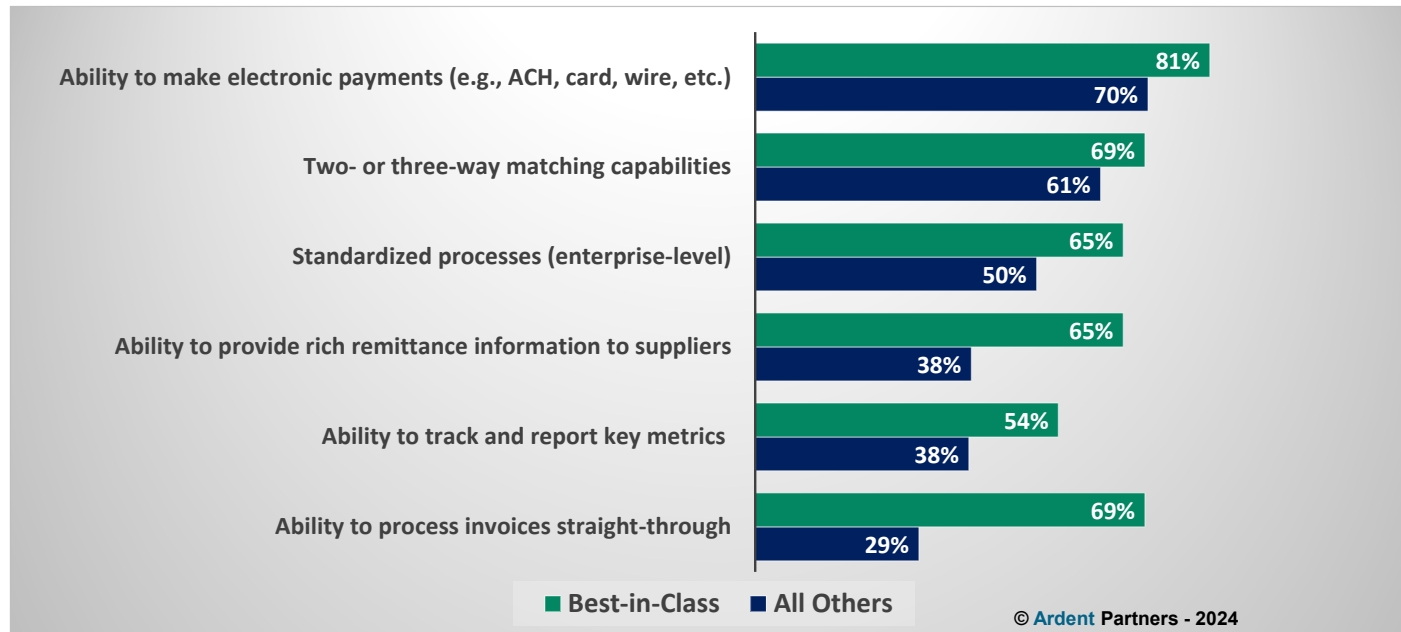 Ability to make electronic payments (e.g., ACH, card, wire, etc.)
81%
70%
Two- or three-way matching capabilities
69%
61%
Standardized processes (enterprise-level)
65%
50%
Ability to provide rich remittance information to suppliers
65%
38%
Ability to track and report key metrics
54%
38%
Ability to process invoices straight-through
69%
29%
Best-in-Class All Others
© Ardent Partners - 2024